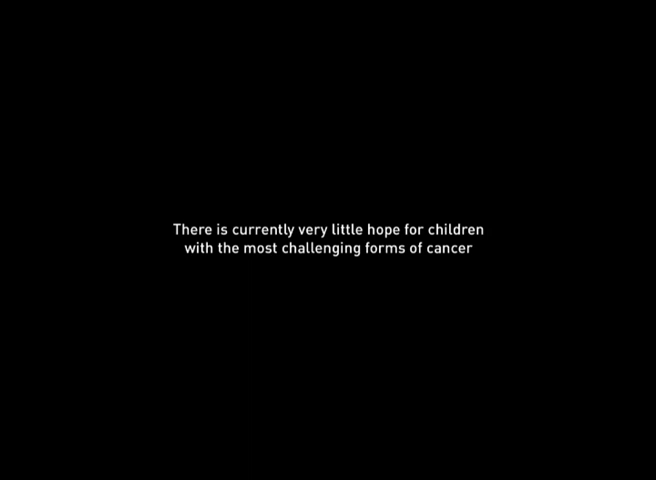 There is currently very little hope for children
with the most challenging forms of cancer